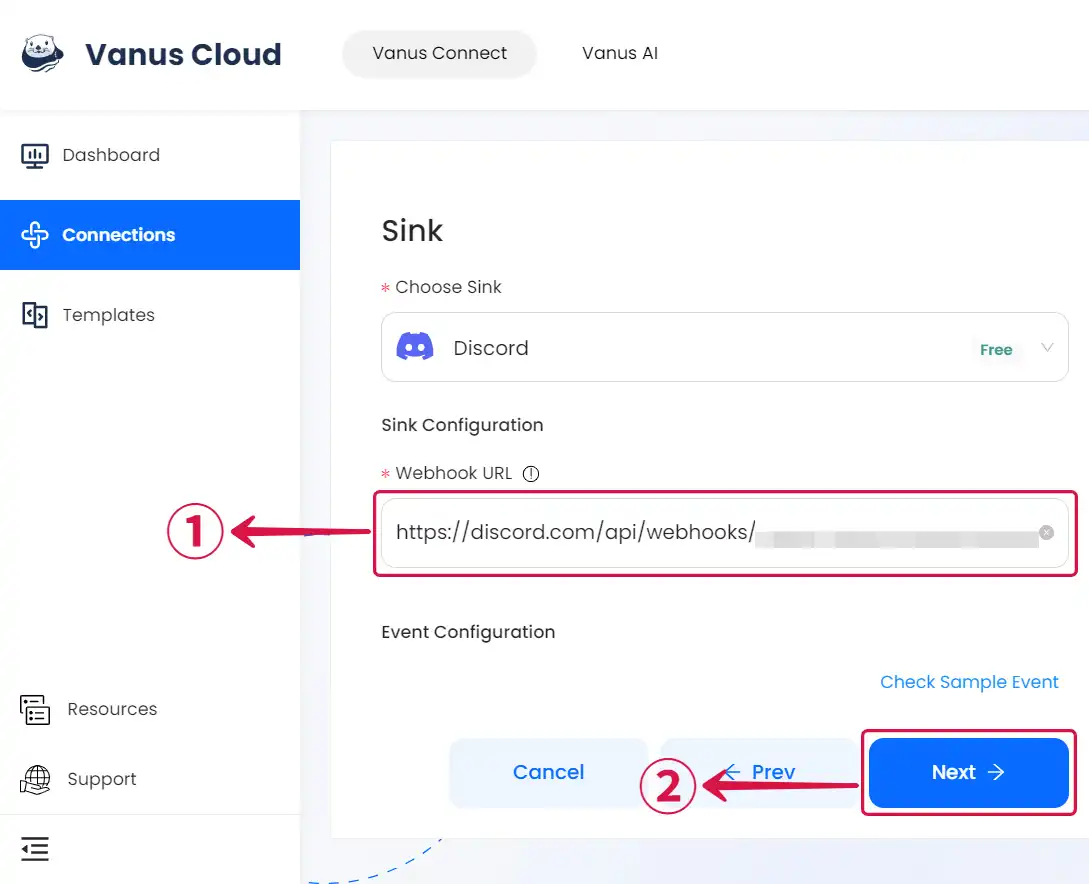 Vanus Cloud
Vanus Connect
Vanus AI
Dashboard
Connections
Templates
Resources
Support
Sink
* Choose Sink
Discord
Free
Sink Configuration
* Webhook URL
1
https://discord.com/api/webhooks/
Event Configuration
Check Sample Event
Cancel
2
← Prev
Next →